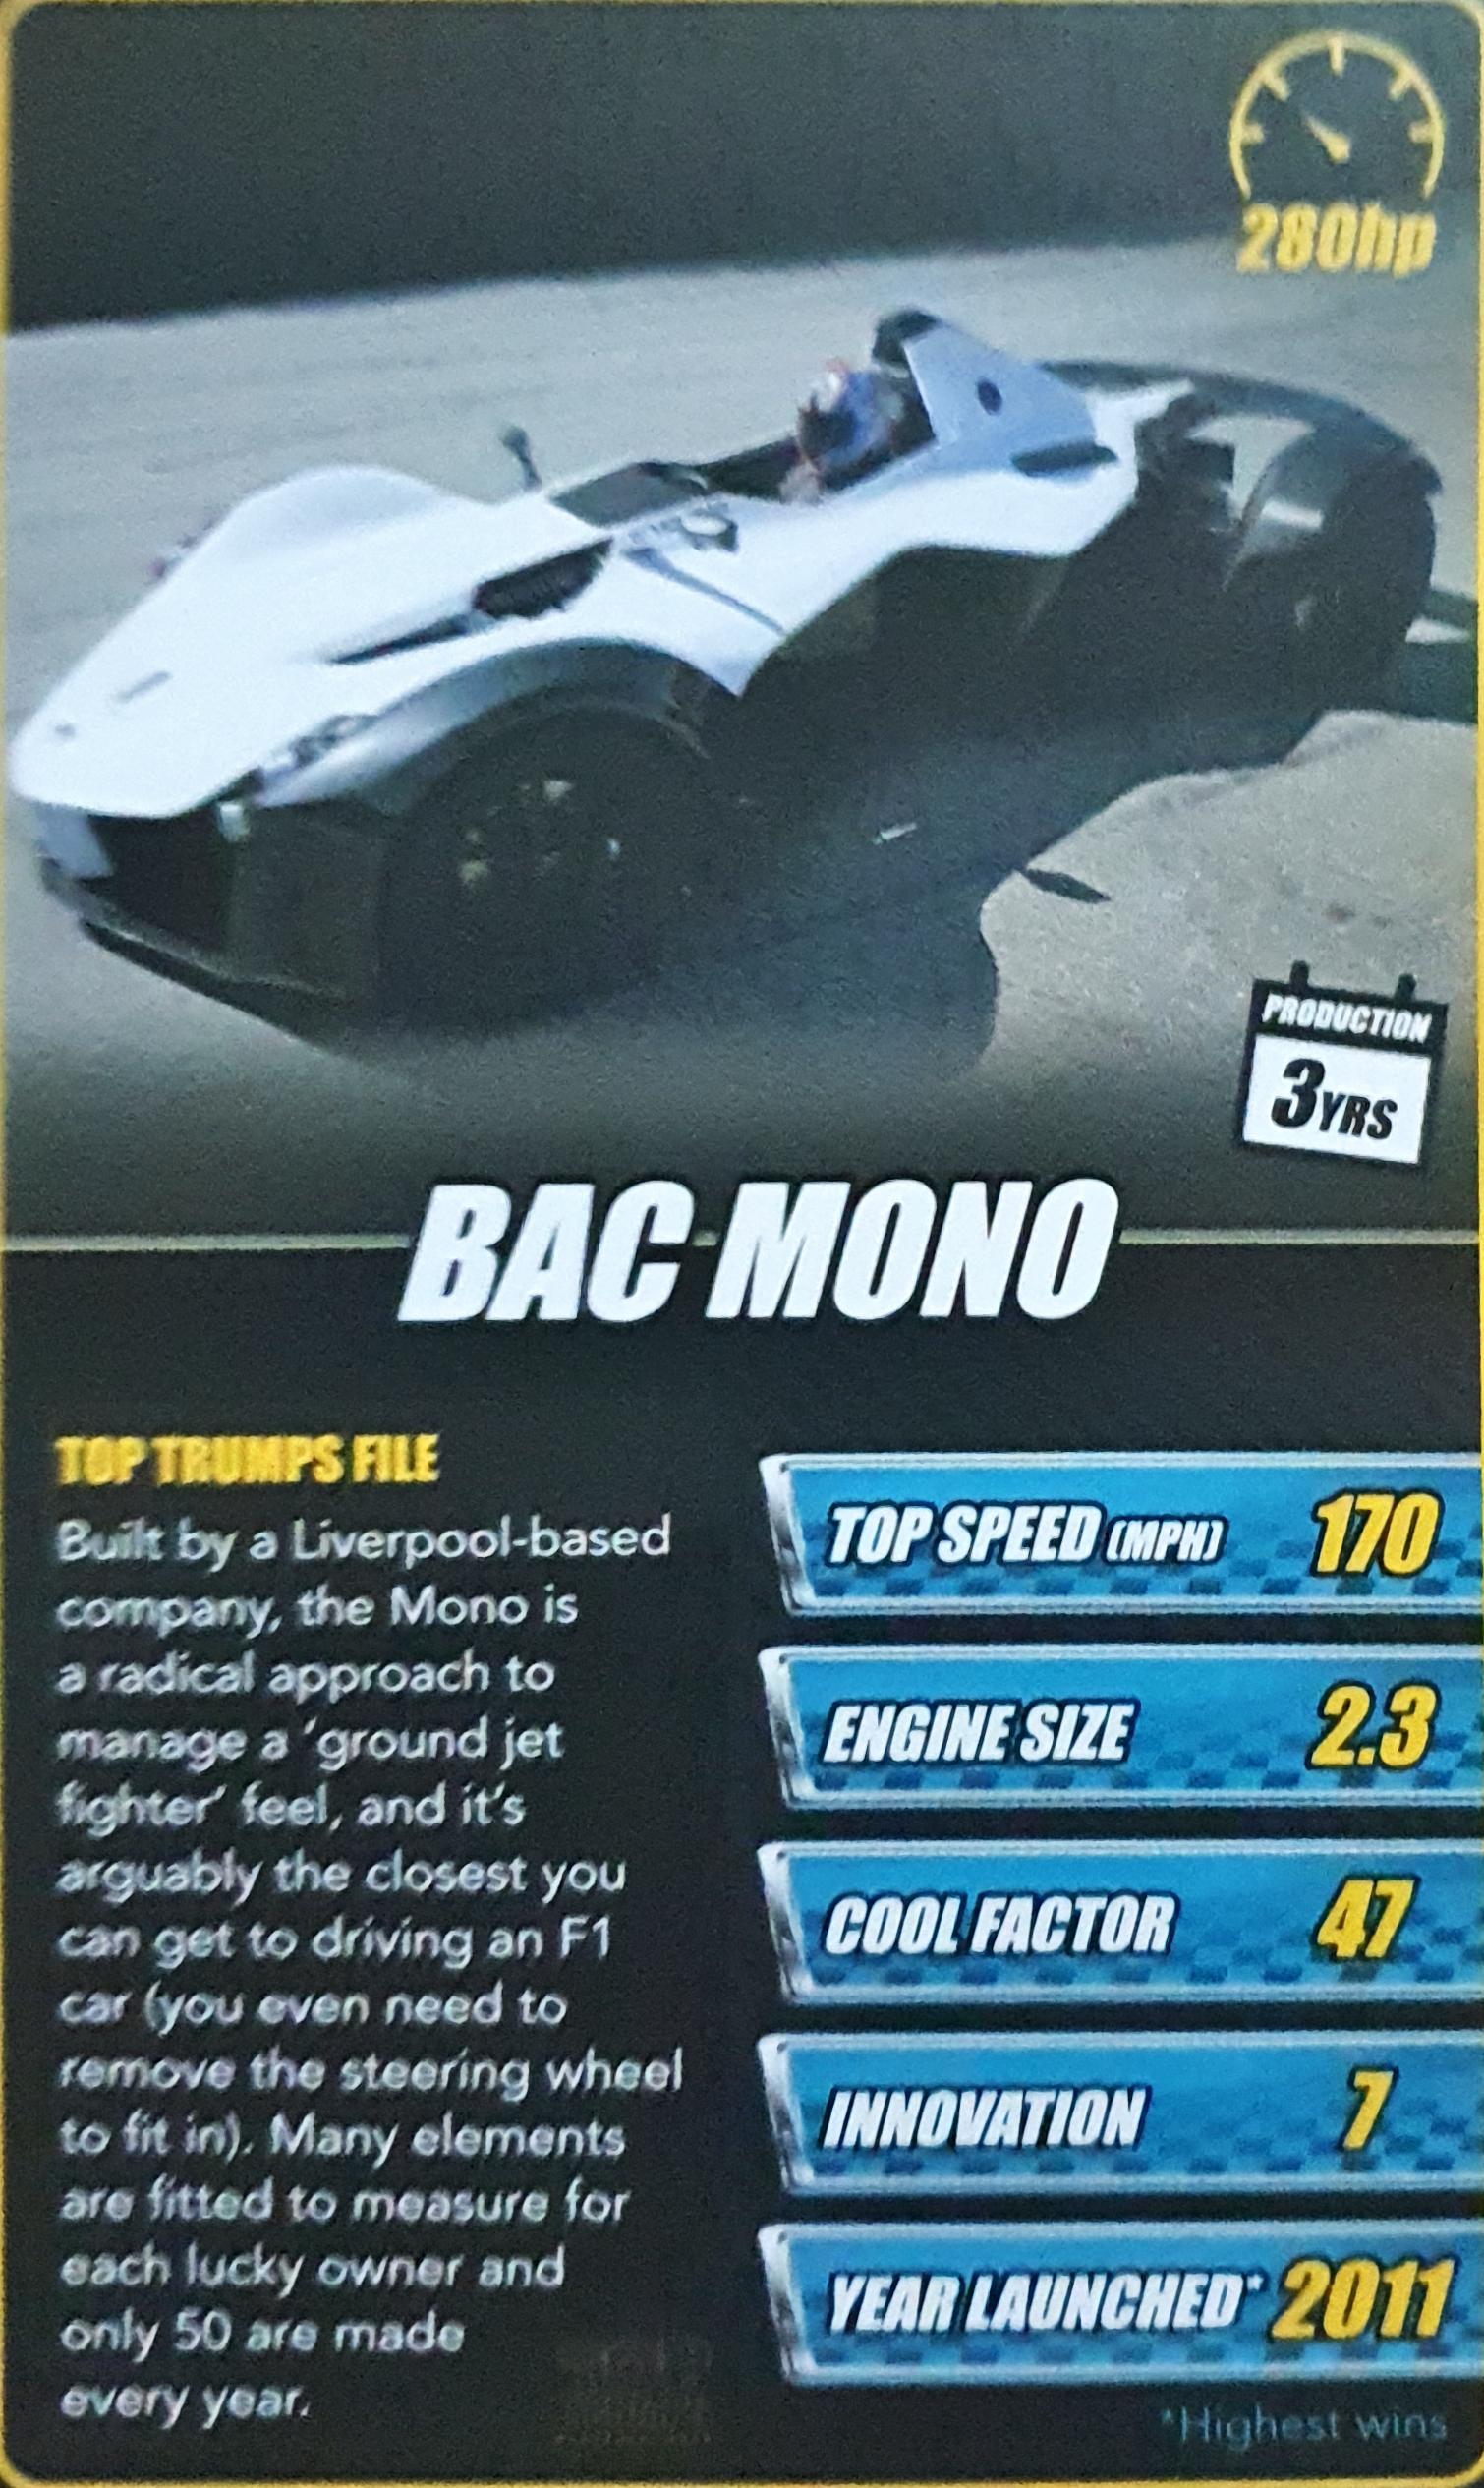 280hp
PRODUCTION
3YRS
BAC MONO
TOP TRUMPS FILE
Built by a Liverpool-based
company, the Mono is
a radical approach to
manage a 'ground jet
fighter' feel, and it's
arguably the closest you
can get to driving an F1
car (you even need to
remove the steering wheel
to fit in). Many elements
are fitted to measure for
each lucky owner and
only 50 are made
every year.
TOP SPEED (MPH) 170
ENGINE SIZE 2.3
COOL FACTOR 47
INNOVATION 7
YEAR LAUNCHED* 2011
*Highest wins